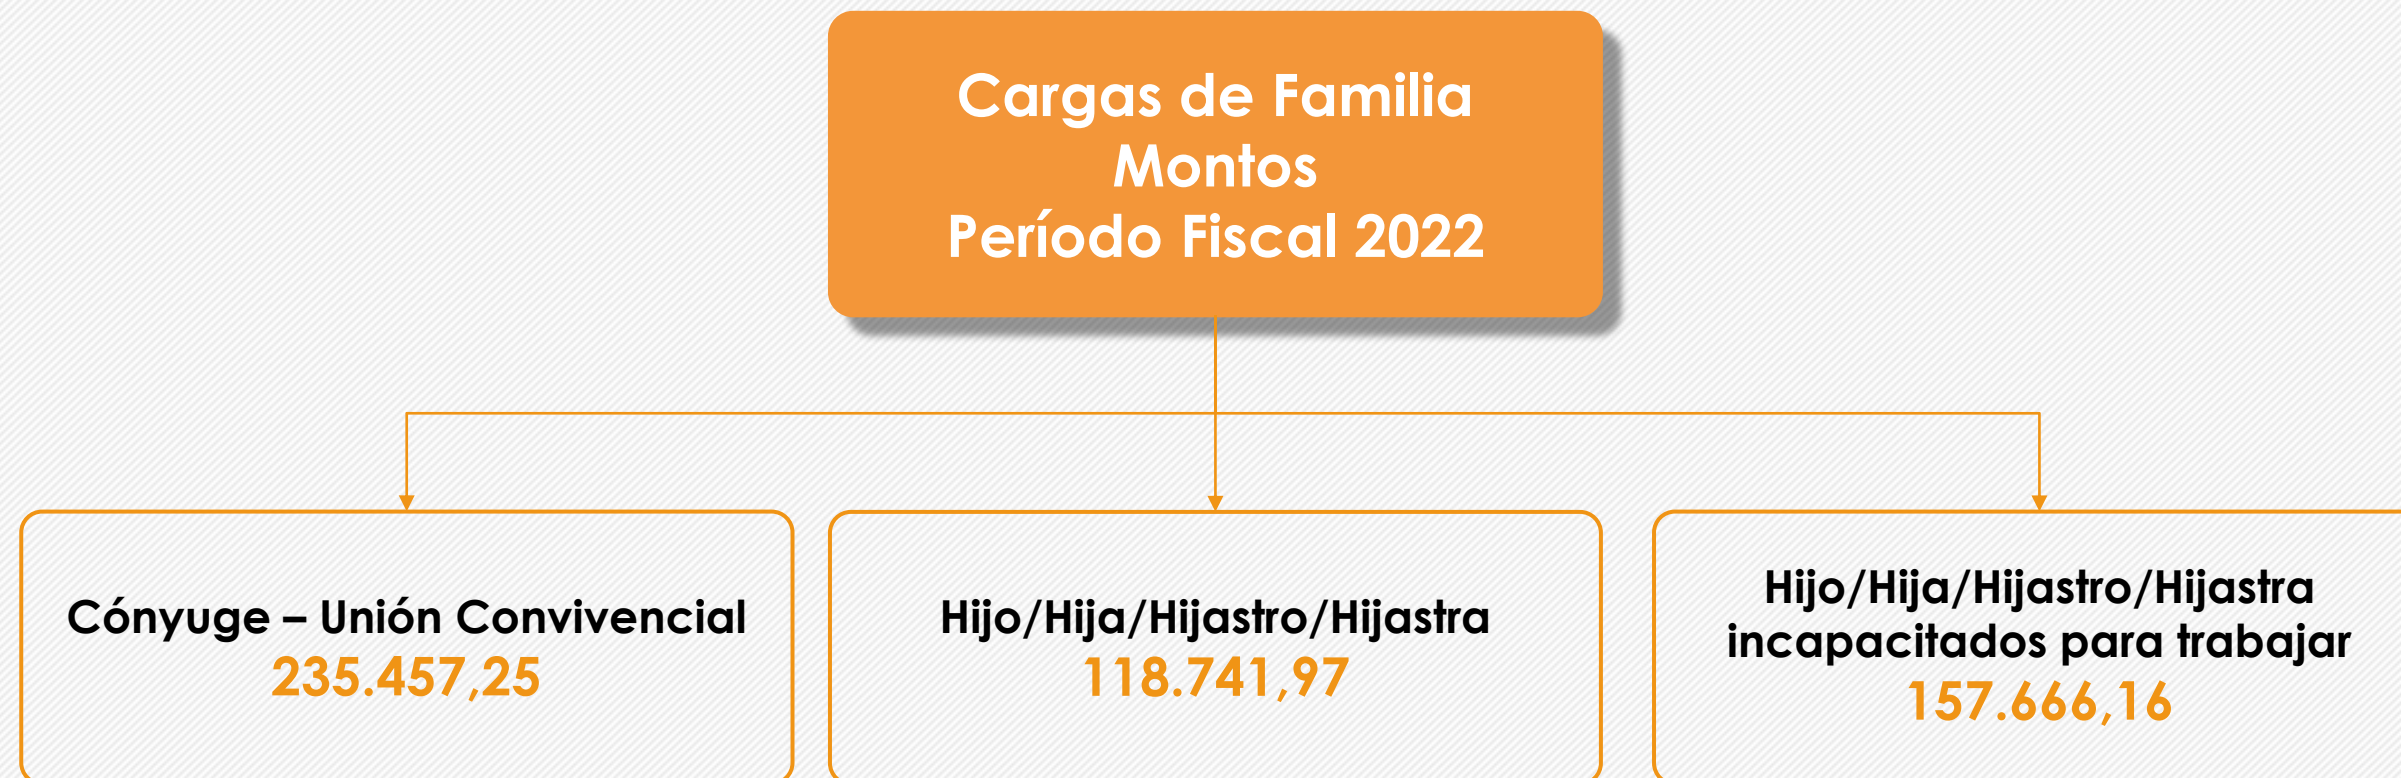 Cargas de Familia
Montos
Período Fiscal 2022
Cónyuge – Unión Convivencial
235.457,25
Hijo/Hija/Hijastro/Hijastra
118.741,97
Hijo/Hija/Hijastro/Hijastra
incapacitados para trabajar
157.666,16